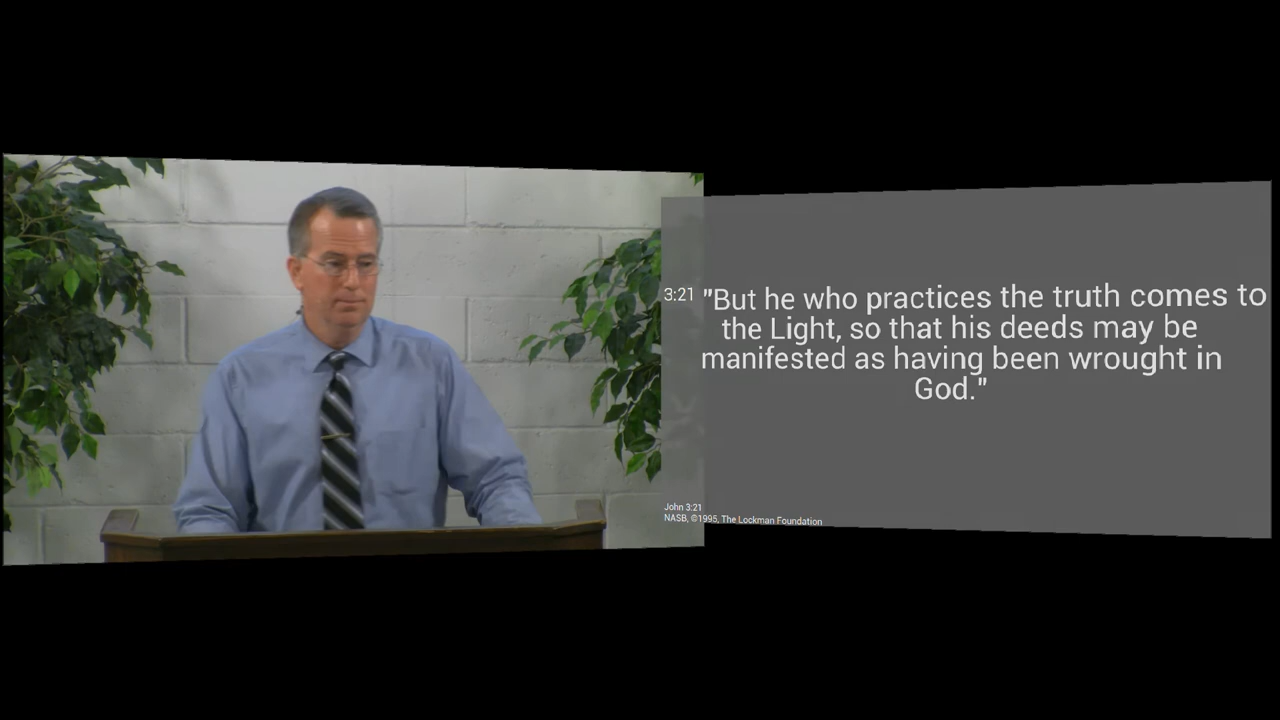 3:21 "But he who practices the truth comes to
the Light, so that his deeds may be
manifested as having been wrought in
God."
John 3:21
NASB, ©1995, The Lockman Foundation